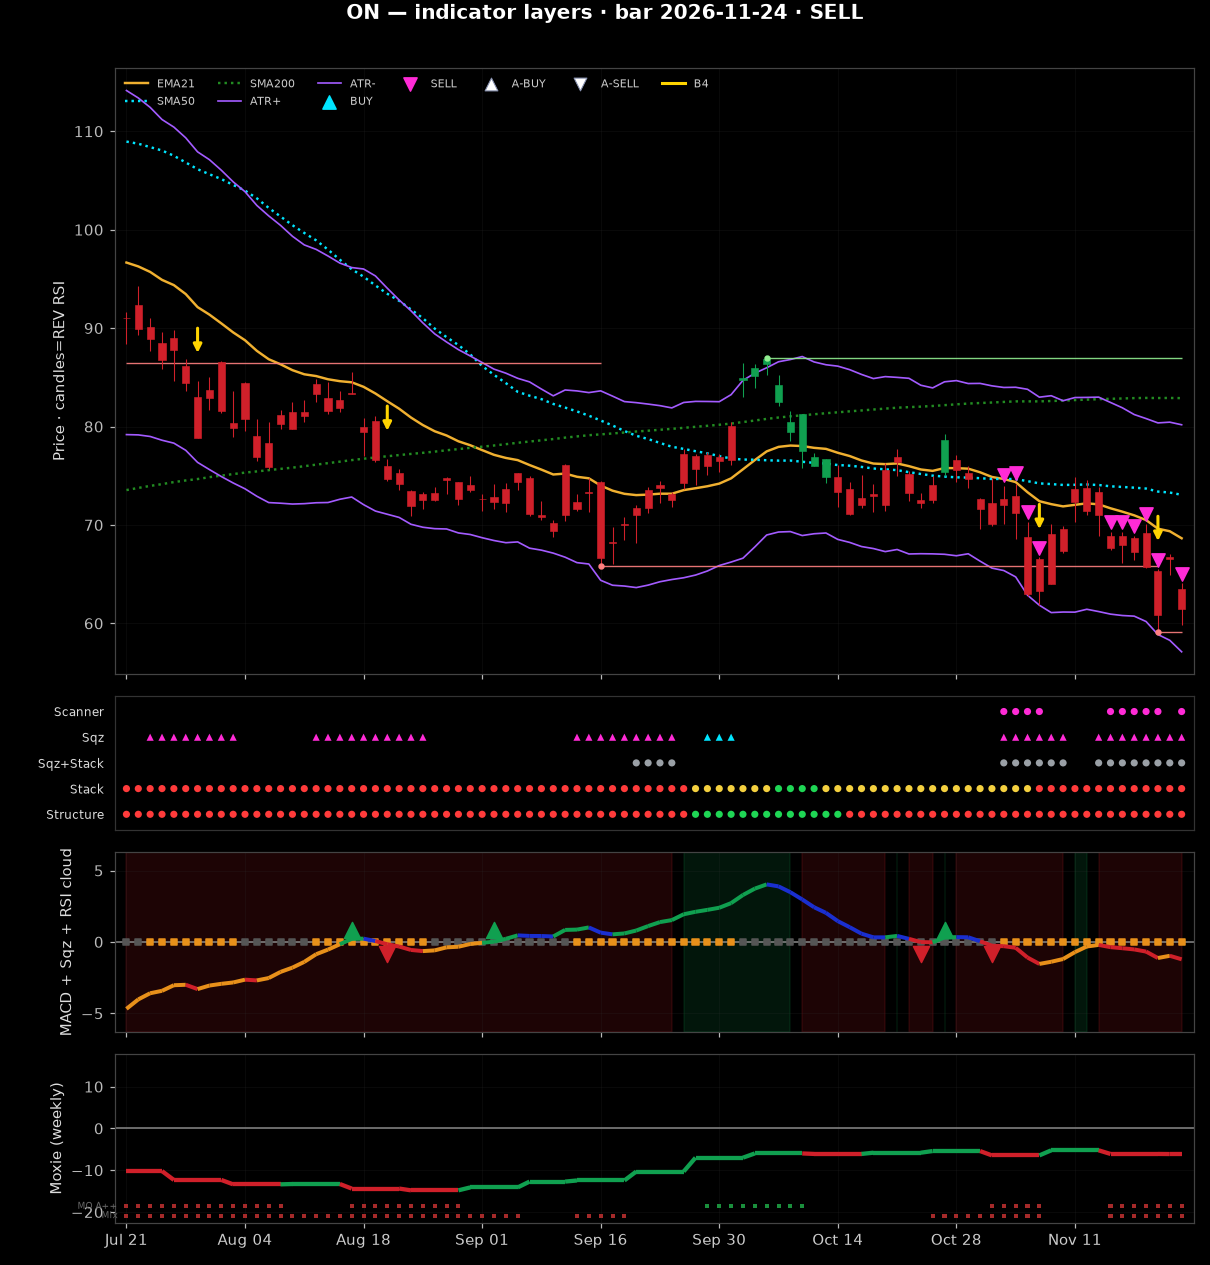 ON — indicator layers · bar 2026-11-24 · SELL
EMA21 SMA200 ATR- SELL A-BUY A-SELL B4
SMA50 ATR+ BUY
Price · candles=REV RSI
110
100
90
80
70
60
Scanner
Sqz
Sqz+Stack
Stack
Structure
MACD + Sqz + RSI cloud
5
0
−5
Moxie (weekly)
10
0
−10
−20
Jul 21 Aug 04 Aug 18 Sep 01 Sep 16 Sep 30 Oct 14 Oct 28 Nov 11